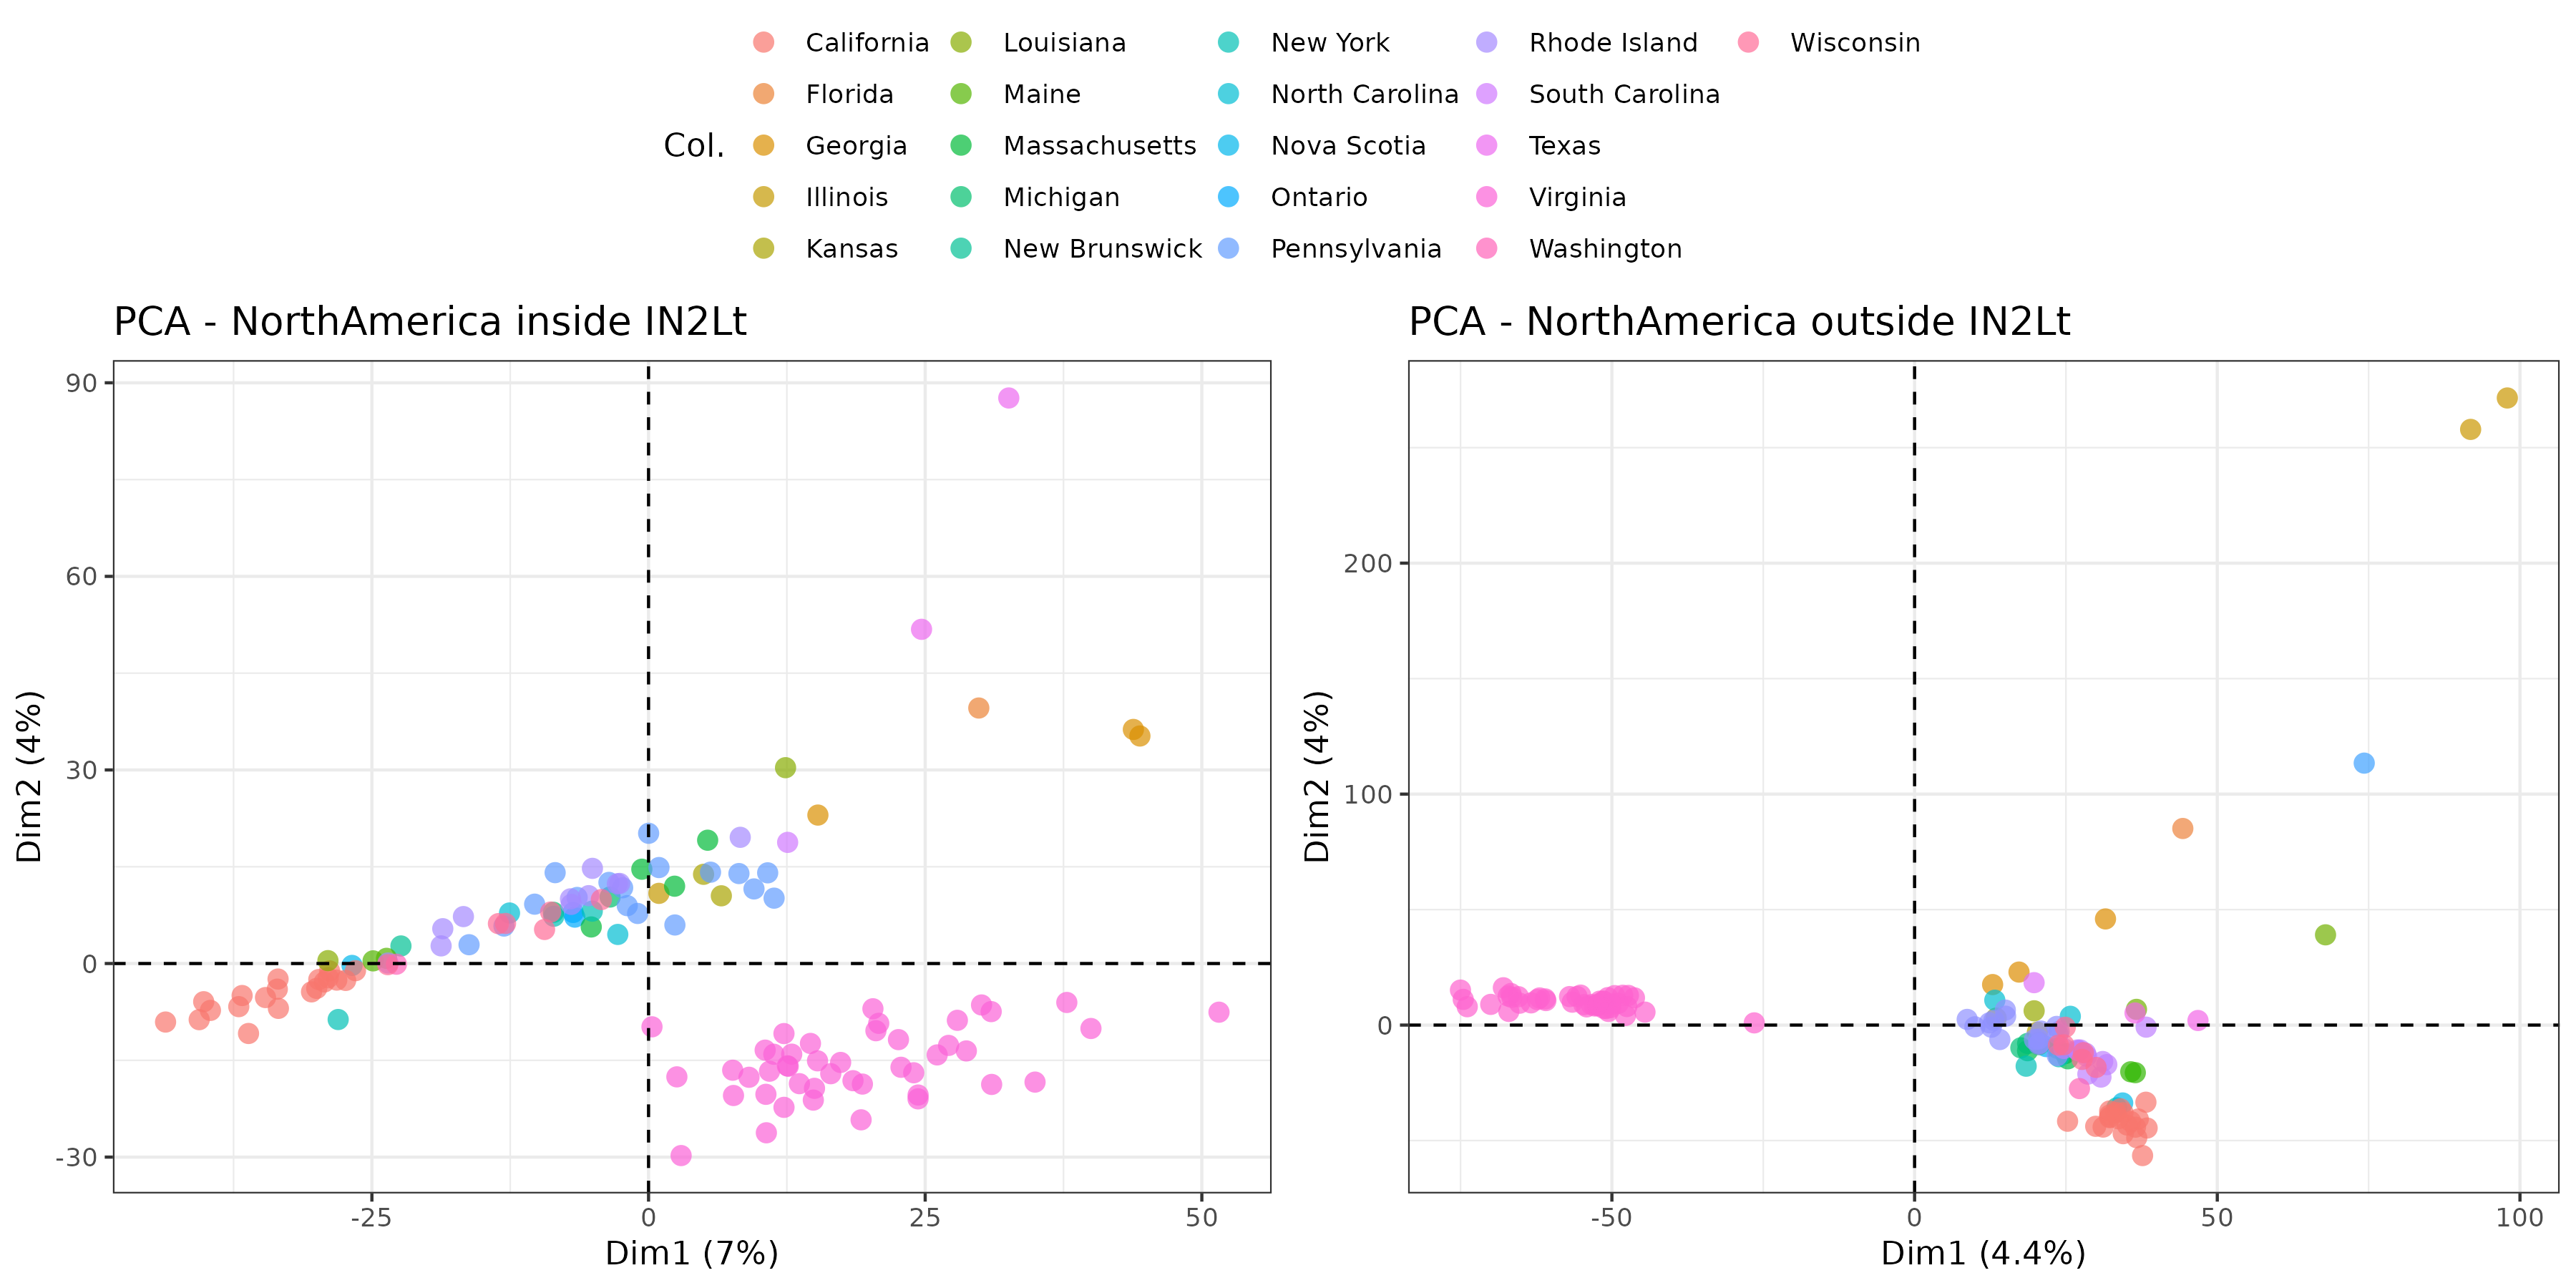 California Louisiana New York Rhode Island Wisconsin
Florida Maine North Carolina South Carolina
Col. Georgia Massachusetts Nova Scotia Texas
Illinois Michigan Ontario Virginia
Kansas New Brunswick Pennsylvania Washington
PCA - NorthAmerica inside IN2Lt
90
60
30
0
-30
Dim2 (4%)
-25 0 25 50
Dim1 (7%)
PCA - NorthAmerica outside IN2Lt
200
100
0
Dim2 (4%)
-50 0 50 100
Dim1 (4.4%)